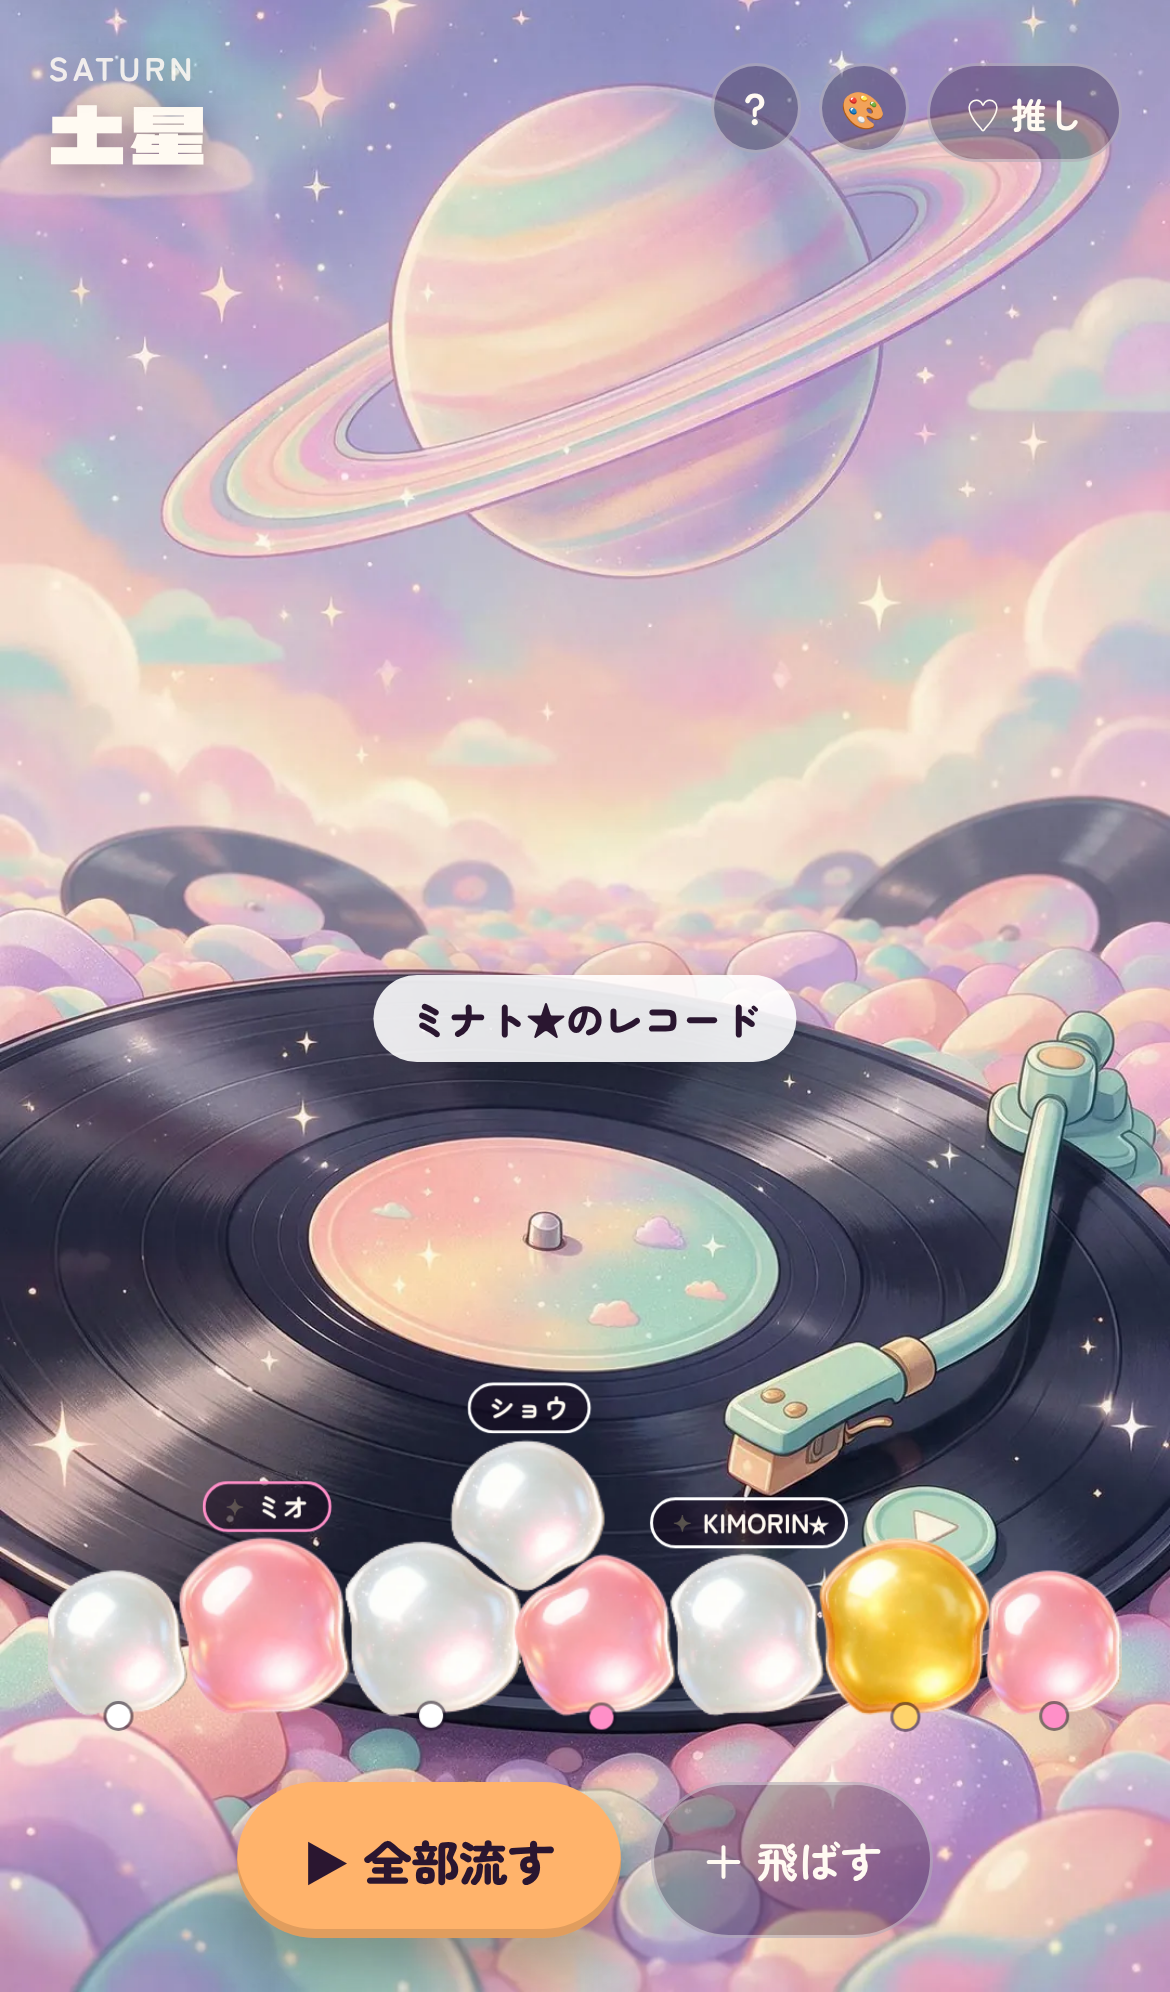 SATURN
土星
?
♡ 推し
ミナト★のレコード
ショウ
✦ ミオ
✦ KIMORIN★
▶ 全部流す
＋ 飛ばす